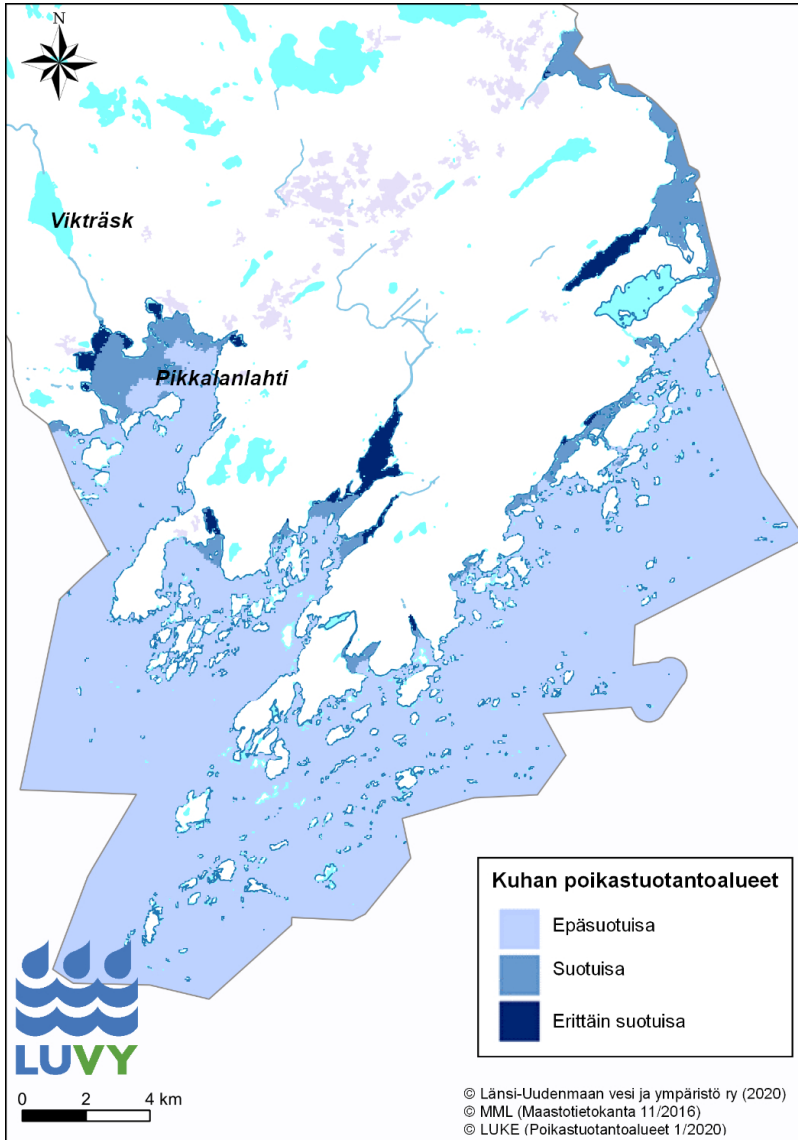 N
Vikträsk
Pikkalanlahti
Kuhan poikastuotantoalueet
Epäsuotuisa
Suotuisa
Erittäin suotuisa
LUVY
0 2 4 km
© Länsi-Uudenmaan vesi ja ympäristö ry (2020)
© MML (Maastotietokanta 11/2016)
© LUKE (Poikastuotantoalueet 1/2020)